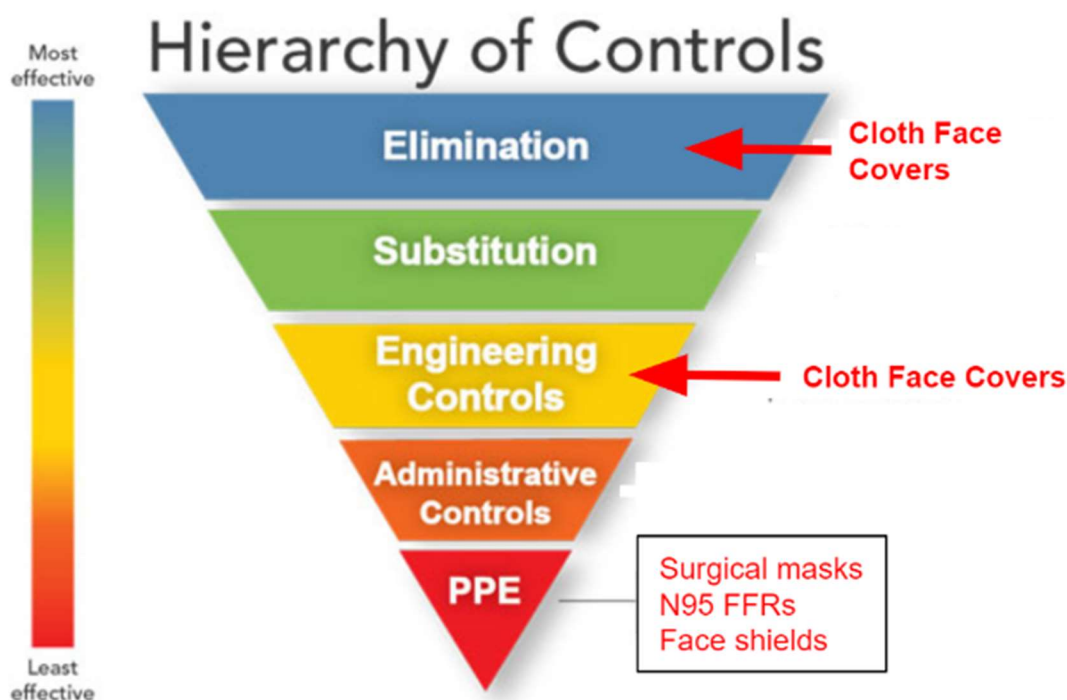 Hierarchy of Controls
Most
effective
Elimination
Cloth Face
Covers
Substitution
Engineering
Controls
Cloth Face Covers
Administrative
Controls
PPE
Surgical masks
N95 FFRs
Face shields
Least
effective